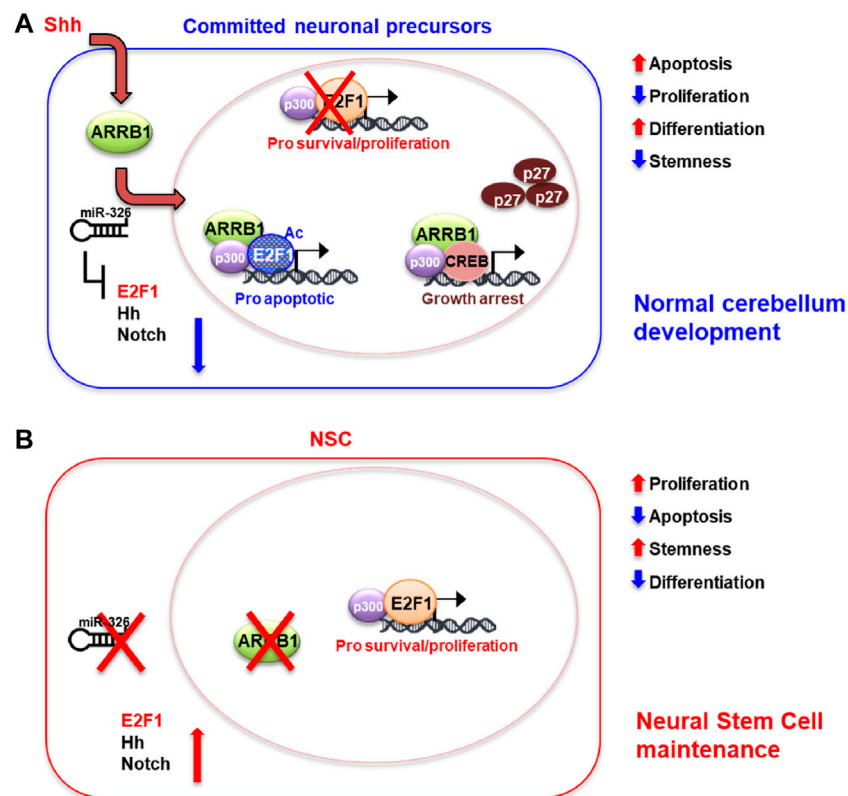 A
Shh
Committed neuronal precursors
ARRB1
p300
E2F1
Pro survival/proliferation
p27
p27
p27
miR-326
ARRB1
Ac
p300
E2F1
Pro apoptotic
ARRB1
p300
CREB
Growth arrest
E2F1
Hh
Notch
Apoptosis
Proliferation
Differentiation
Stemness
Normal cerebellum
development
B
NSC
miR-326
ARRB1
p300
E2F1
Pro survival/proliferation
E2F1
Hh
Notch
Proliferation
Apoptosis
Stemness
Differentiation
Neural Stem Cell
maintenance